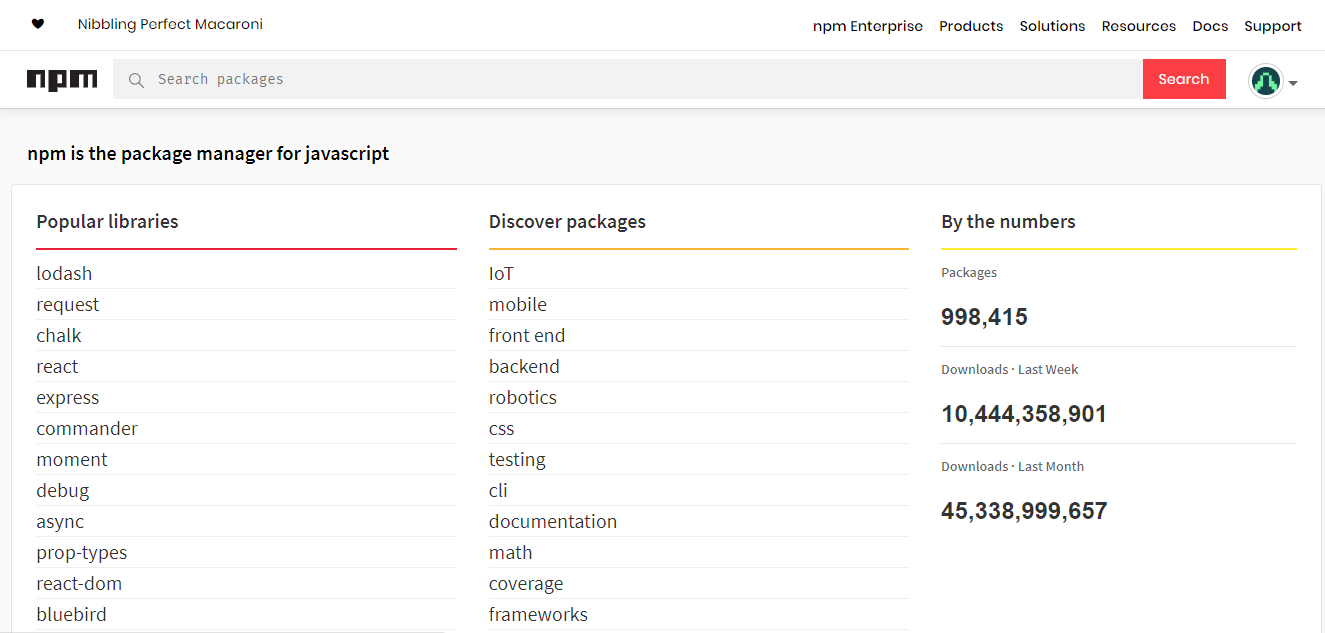 Nibbling Perfect Macaroni
npm Enterprise Products Solutions Resources Docs Support
npm
Search packages
Search
npm is the package manager for javascript
Popular libraries
lodash
request
chalk
react
express
commander
moment
debug
async
prop-types
react-dom
bluebird
Discover packages
IoT
mobile
front end
backend
robotics
css
testing
cli
documentation
math
coverage
frameworks
By the numbers
Packages
998,415
Downloads · Last Week
10,444,358,901
Downloads · Last Month
45,338,999,657